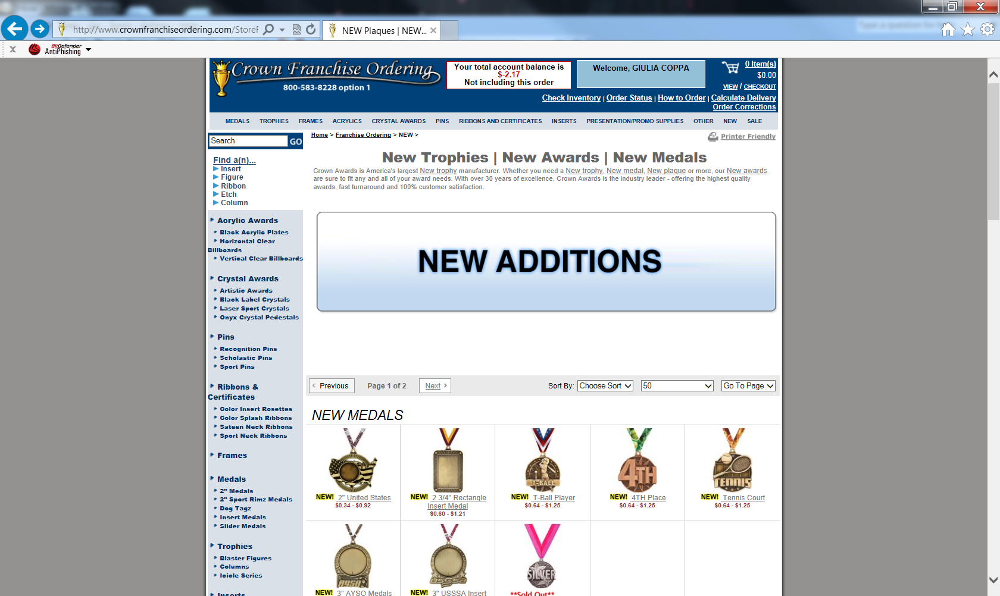 http://www.crownfranchiseordering.com/StoreF
NEW Plaques | NEW...
BitDefender
AntiPhishing
Crown Franchise Ordering
800-583-8228 option 1
Your total account balance is
$-2.17
Not including this order
Welcome, GIULIA COPPA
0 Item(s)
$0.00
VIEW / CHECKOUT
Check Inventory | Order Status | How to Order | Calculate Delivery
Order Corrections
MEDALS TROPHIES FRAMES ACRYLICS CRYSTAL AWARDS PINS RIBBONS AND CERTIFICATES INSERTS PRESENTATION/PROMO SUPPLIES OTHER NEW SALE
Search GO
Home > Franchise Ordering > NEW >
Printer Friendly
Find a(n)...
Insert
Figure
Ribbon
Etch
Column
Acrylic Awards
Black Acrylic Plates
Horizontal Clear
Billboards
Vertical Clear Billboards
Crystal Awards
Artistic Awards
Black Label Crystals
Laser Sport Crystals
Onyx Crystal Pedestals
Pins
Recognition Pins
Scholastic Pins
Sport Pins
Ribbons &
Certificates
Color Insert Rosettes
Color Splash Ribbons
Sateen Neck Ribbons
Sport Neck Ribbons
Frames
Medals
2" Medals
2" Sport Rimz Medals
Dog Tagz
Insert Medals
Slider Medals
Trophies
Blaster Figures
Columns
Icicle Series
Inserts
New Trophies | New Awards | New Medals
Crown Awards is America's largest New trophy manufacturer. Whether you need a New trophy, New medal, New plaque or more, our New awards
are sure to fit any and all of your award needs. With over 30 years of excellence, Crown Awards is the industry leader - offering the highest quality
awards, fast turnaround and 100% customer satisfaction.
NEW ADDITIONS
Previous Page 1 of 2 Next Sort By: Choose Sort 50 Go To Page
NEW MEDALS
T-BALL
4TH
TENNIS
NEW! 2" United States
$0.34 - $0.92
NEW! 2 3/4" Rectangle
Insert Medal
$0.60 - $1.21
NEW! T-Ball Player
$0.64 - $1.25
NEW! 4TH Place
$0.64 - $1.25
NEW! Tennis Court
$0.64 - $1.25
AYSO
USSSA
SILVER
NEW! 3" AYSO Medals
NEW! 3" USSSA Insert
**Sold Out**